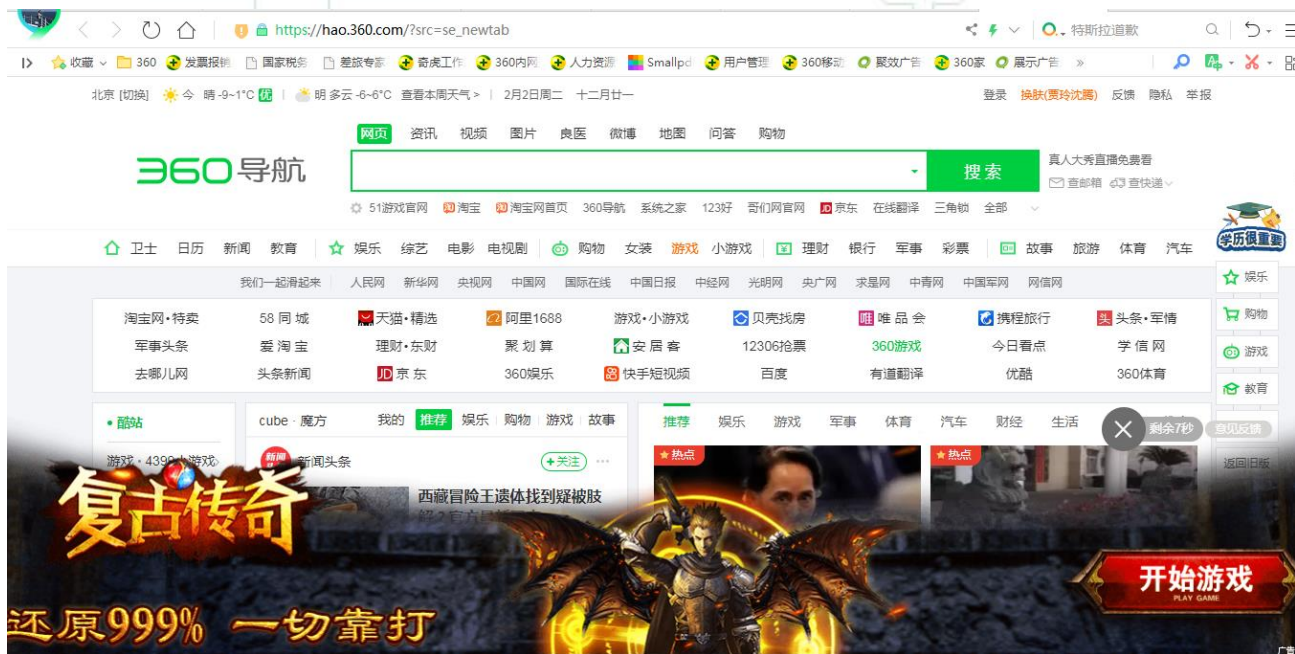 https://hao.360.com/?src=se_newtab
特斯拉道歉
收藏 360 发票报销 国家税务 差旅专家 奇虎工作 360内网 人力资源 Smallpd 用户管理 360移动 聚效广告 360家 展示广告 »
北京 [切换] 今 晴 -9~1°C 优 明 多云 -6~6°C 查看本周天气 > 2月2日周二 十二月廿一 登录 换肤(贾玲沈腾) 反馈 隐私 举报
网页 资讯 视频 图片 良医 微博 地图 问答 购物
360导航
搜索
真人大秀直播免费看
查邮箱 查快递
51游戏官网 淘宝 淘宝网首页 360导航 系统之家 123好 哥们网官网 JD京东 在线翻译 三角锁 全部
学历很重要
卫士 日历 新闻 教育 娱乐 综艺 电影 电视剧 购物 女装 游戏 小游戏 理财 银行 军事 彩票 故事 旅游 体育 汽车
我们一起滑起来 人民网 新华网 央视网 中国网 国际在线 中国日报 中经网 光明网 央广网 求是网 中青网 中国军网 网信网
娱乐
淘宝网•特卖 58 同 城 天猫•精选 阿里1688 游戏•小游戏 贝壳找房 唯 唯 品 会 携程旅行 头 头条•军情
购物
军事头条 爱 淘 宝 理财•东财 聚 划 算 安 居 客 12306抢票 360游戏 今日看点 学 信 网
游戏
去哪儿网 头条新闻 JD 京 东 360娱乐 快手短视频 百度 有道翻译 优酷 360体育
教育
• 酷站 cube · 魔方 我的 推荐 娱乐 购物 游戏 故事 推荐 娱乐 游戏 军事 体育 汽车 财经 生活
剩余7秒 意见反馈
游戏 · 4399小游戏 新闻 新闻头条 +关注 ···
热点 热点
返回旧版
西藏冒险王遗体找到疑被肢
复古传奇
还原999% 一切靠打
开始游戏
PLAY GAME
广告